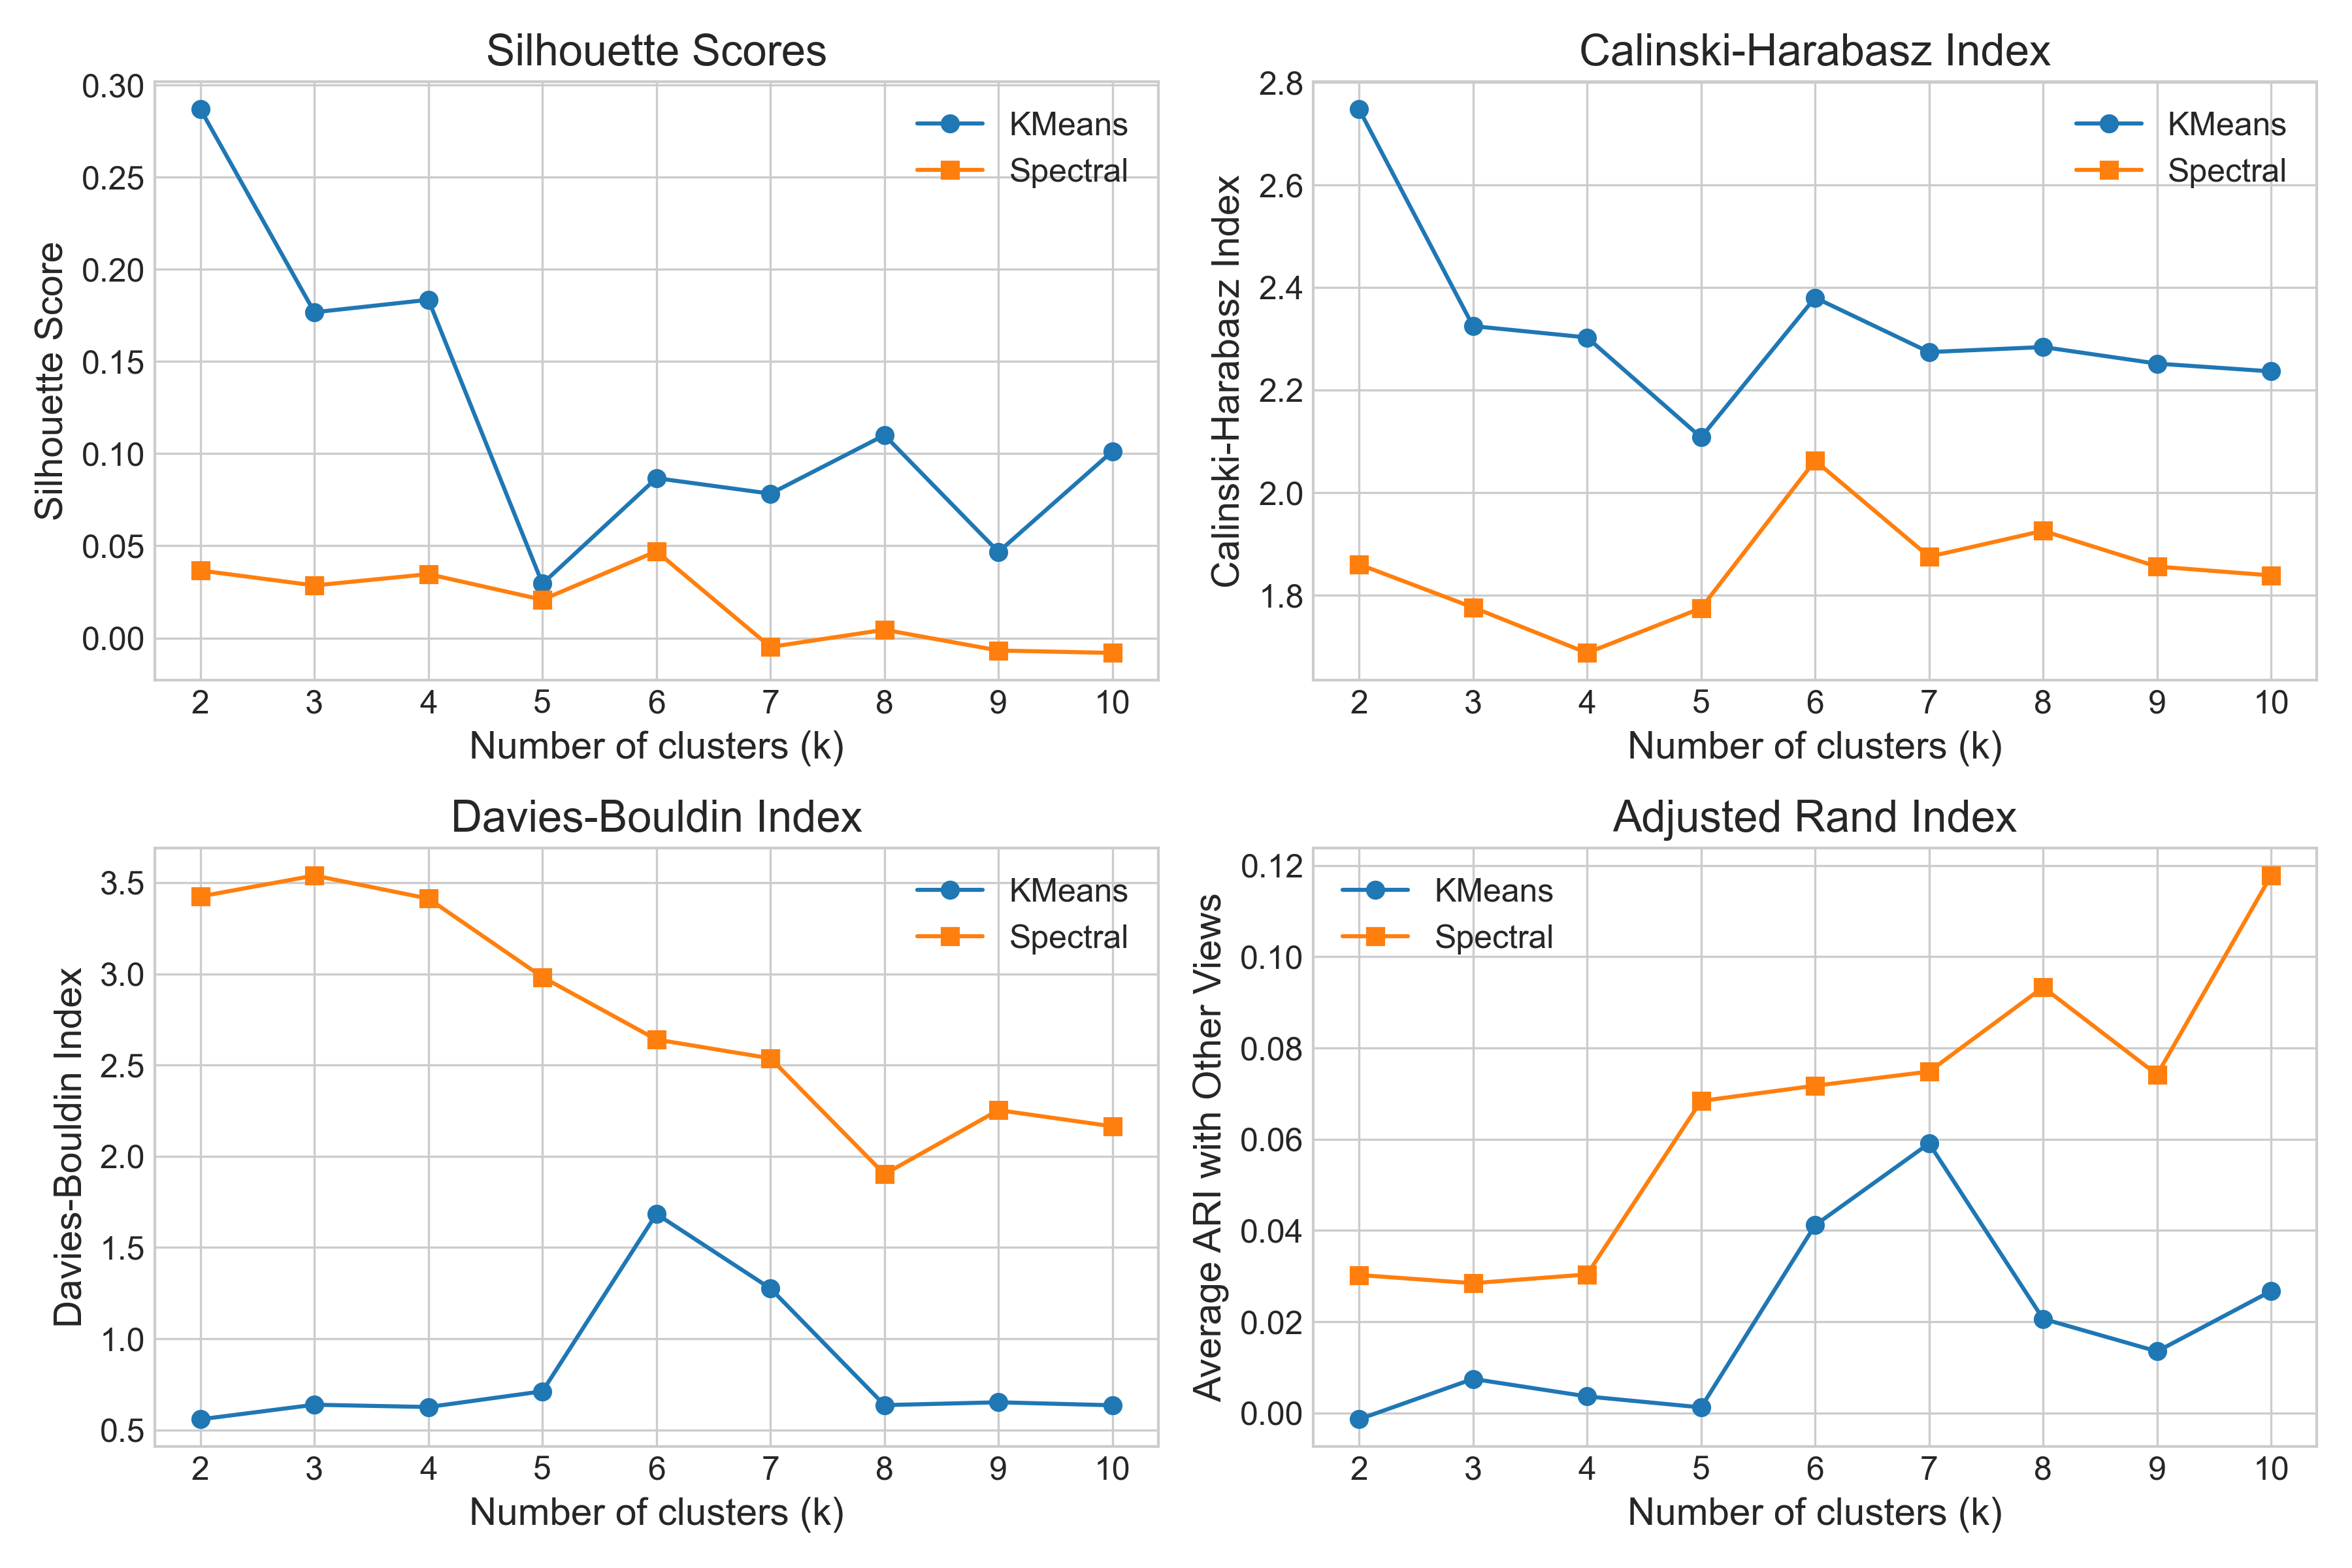 Silhouette Scores
Silhouette Score
0.30
0.25
0.20
0.15
0.10
0.05
0.00
KMeans
Spectral
2 3 4 5 6 7 8 9 10
Number of clusters (k)
Calinski-Harabasz Index
Calinski-Harabasz Index
2.8
2.6
2.4
2.2
2.0
1.8
KMeans
Spectral
2 3 4 5 6 7 8 9 10
Number of clusters (k)
Davies-Bouldin Index
Davies-Bouldin Index
3.5
3.0
2.5
2.0
1.5
1.0
0.5
KMeans
Spectral
2 3 4 5 6 7 8 9 10
Number of clusters (k)
Adjusted Rand Index
Average ARI with Other Views
0.12
0.10
0.08
0.06
0.04
0.02
0.00
KMeans
Spectral
2 3 4 5 6 7 8 9 10
Number of clusters (k)